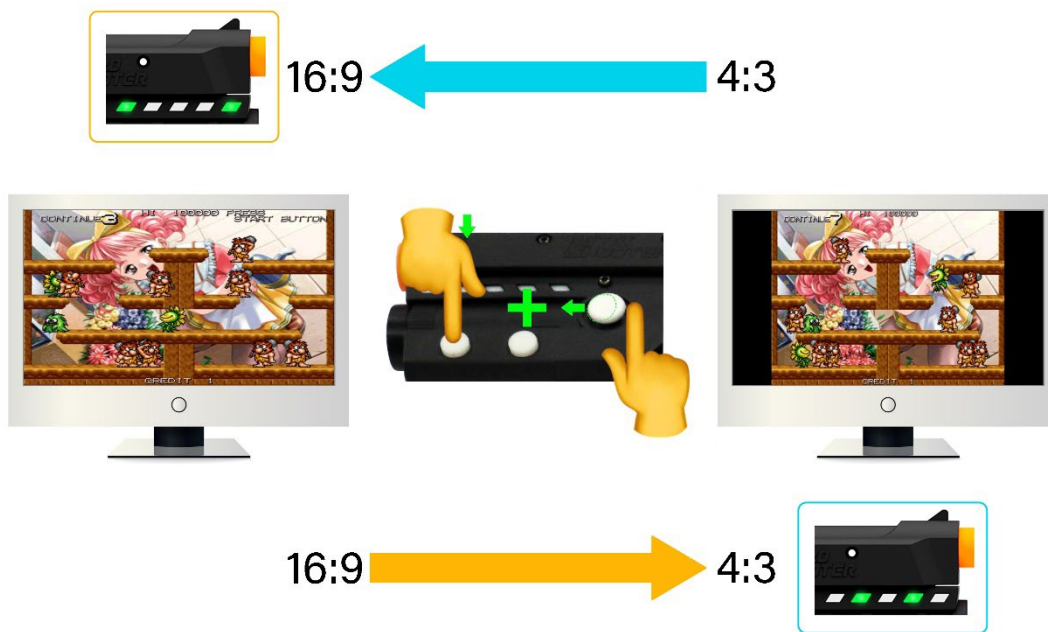 16:9
4:3
CONTINUE 3
HI 100000 PRESS
START BUTTON
CREDIT 1
CONTINUE 7
HI 100000
CREDIT 1
16:9
4:3